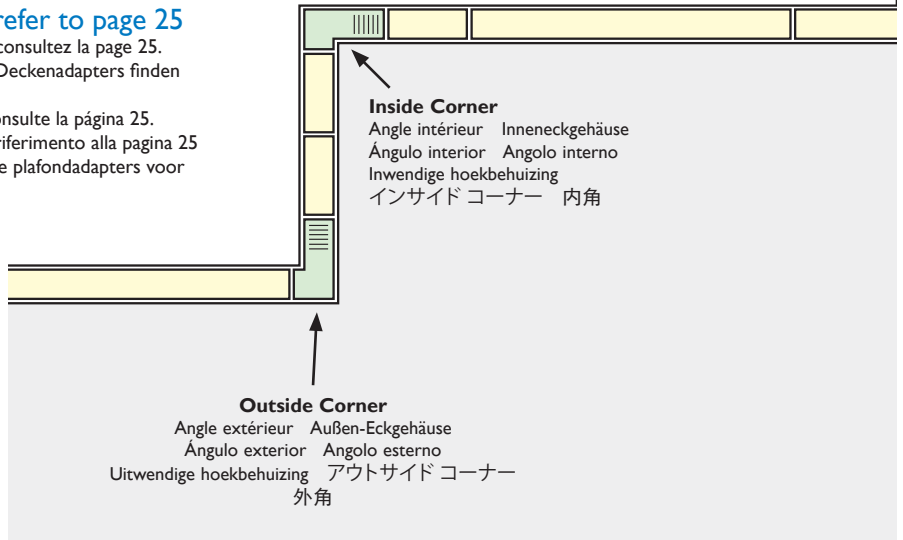 refer to page 25
consultez la page 25.
Deckenadapters finden
nsulte la página 25.
riferimento alla pagina 25
e plafondadapters voor
Inside Corner
Angle intérieur Inneneckgehäuse
Ángulo interior Angolo interno
Inwendige hoekbehuizing
インサイド コーナー 内角
Outside Corner
Angle extérieur Außen-Eckgehäuse
Ángulo exterior Angolo esterno
Uitwendige hoekbehuizing アウトサイド コーナー
外角